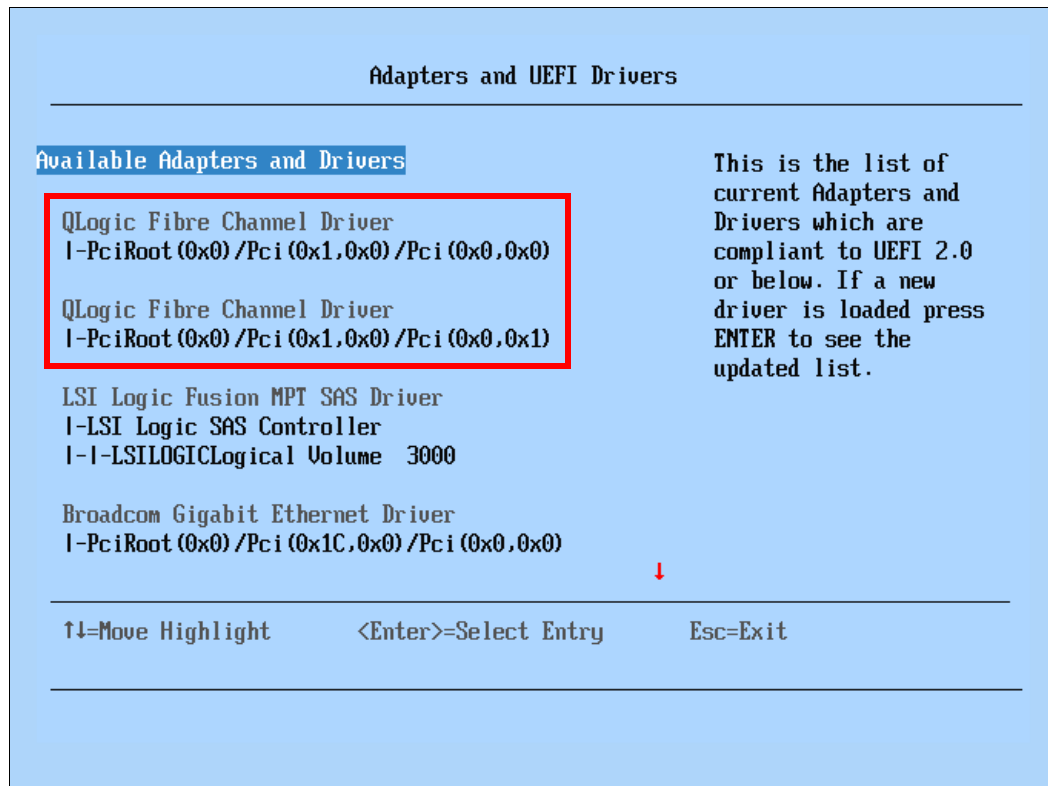 Adapters and UEFI Drivers
Available Adapters and Drivers
QLogic Fibre Channel Driver
|-PciRoot(0x0)/Pci(0x1,0x0)/Pci(0x0,0x0)
QLogic Fibre Channel Driver
|-PciRoot(0x0)/Pci(0x1,0x0)/Pci(0x0,0x1)
LSI Logic Fusion MPT SAS Driver
|-LSI Logic SAS Controller
|-|-LSILOGICLogical Volume  3000
Broadcom Gigabit Ethernet Driver
|-PciRoot(0x0)/Pci(0x1C,0x0)/Pci(0x0,0x0)
This is the list of
current Adapters and
Drivers which are
compliant to UEFI 2.0
or below. If a new
driver is loaded press
ENTER to see the
updated list.
↓
↑↓=Move Highlight <Enter>=Select Entry Esc=Exit